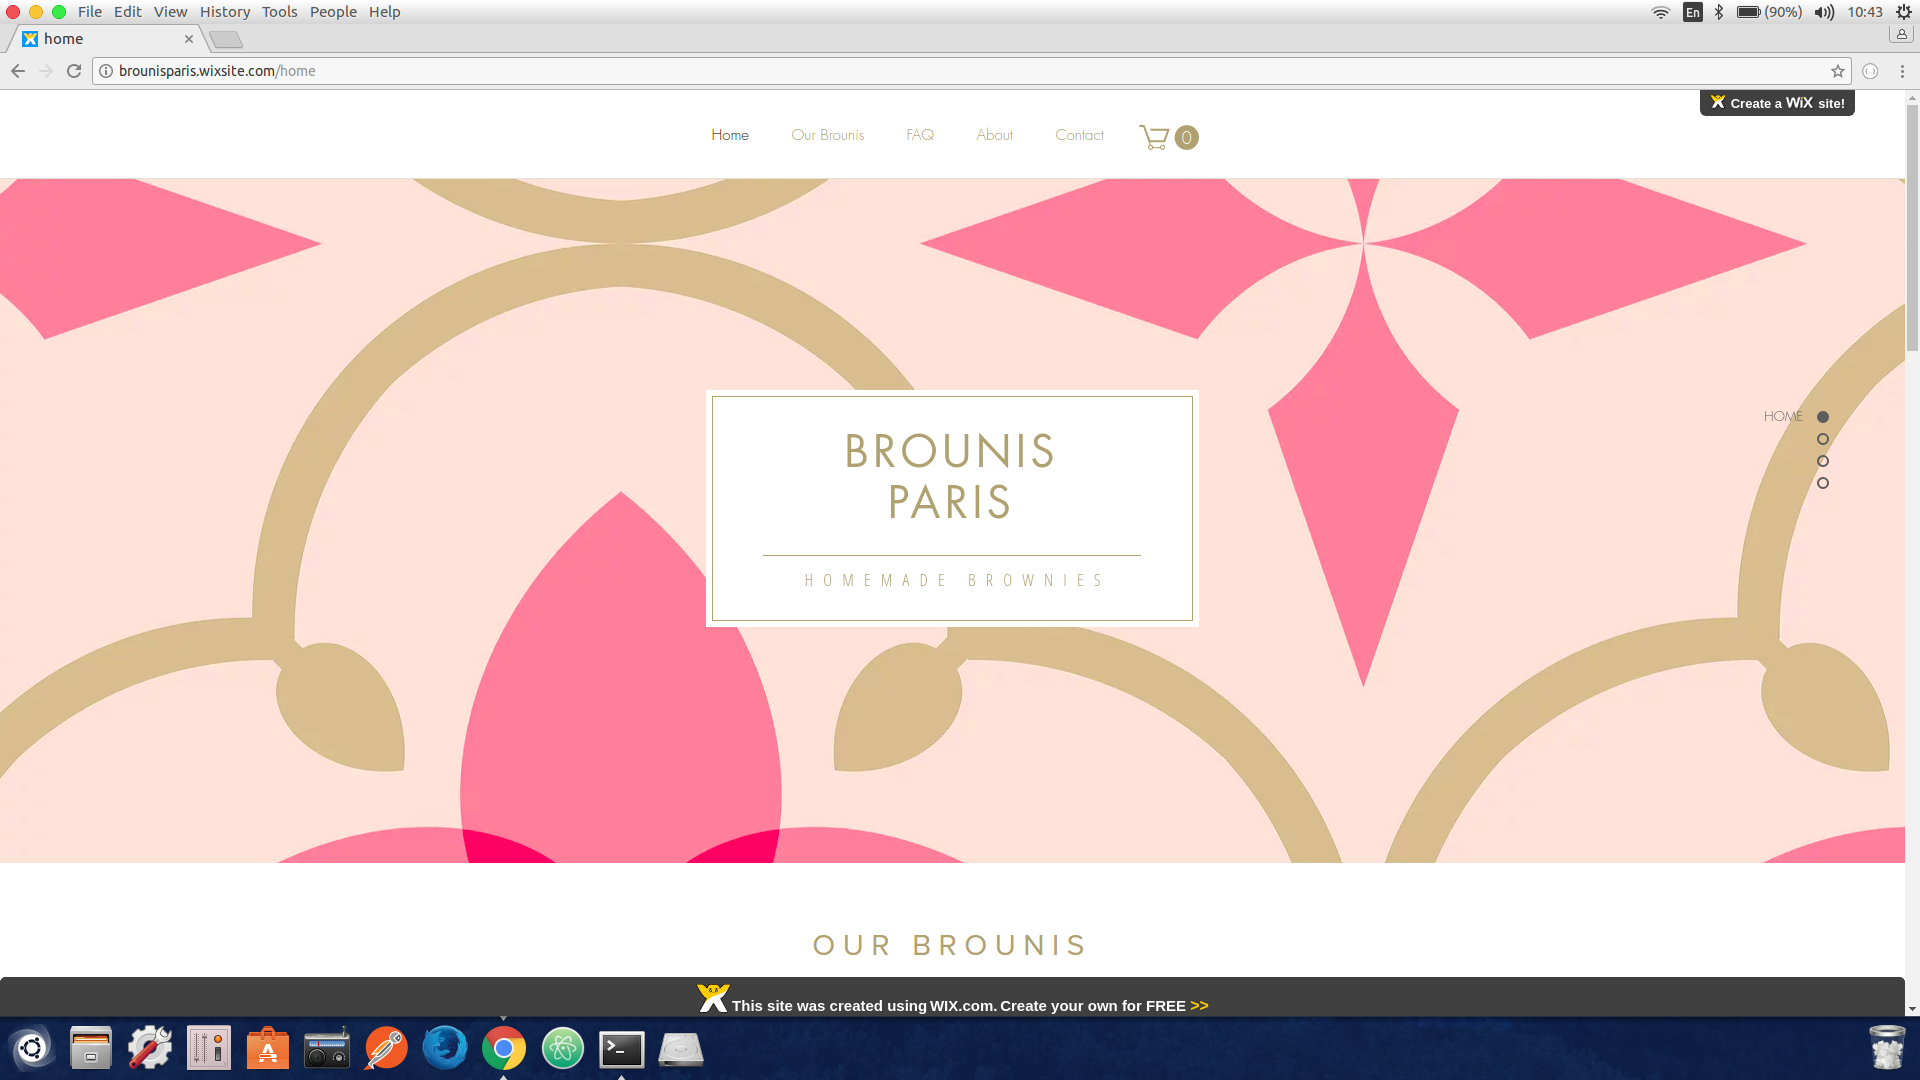 File Edit View History Tools People Help
En (90%) 10:43
home
brounisparis.wixsite.com/home
Create a WiX site!
Home Our Brounis FAQ About Contact 0
BROUNIS
PARIS
HOMEMADE BROWNIES
HOME
OUR BROUNIS
This site was created using WIX.com. Create your own for FREE >>